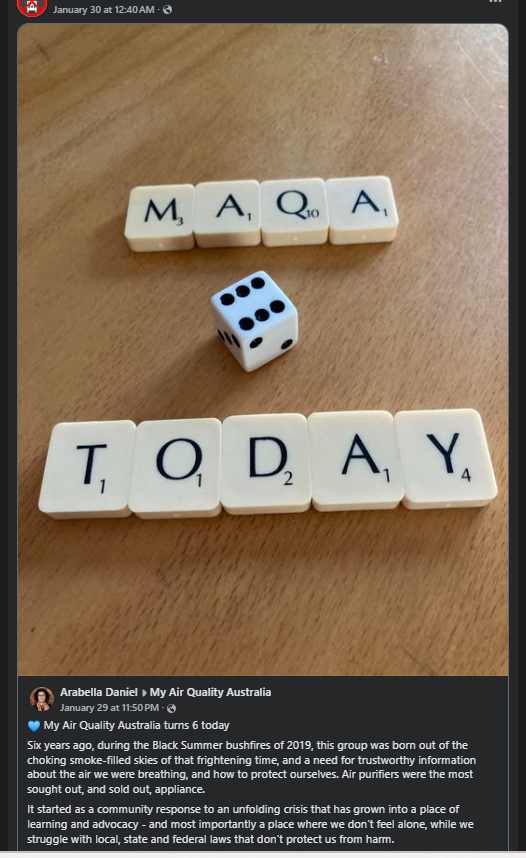 January 30 at 12:40 AM ·
M3 A1 Q10 A1
T1 O1 D2 A1 Y4
Arabella Daniel ▸ My Air Quality Australia
January 29 at 11:50 PM ·
💙 My Air Quality Australia turns 6 today
Six years ago, during the Black Summer bushfires of 2019, this group was born out of the
choking smoke-filled skies of that frightening time, and a need for trustworthy information
about the air we were breathing, and how to protect ourselves. Air purifiers were the most
sought out, and sold out, appliance.
It started as a community response to an unfolding crisis that has grown into a place of
learning and advocacy - and most importantly a place where we don't feel alone, while we
struggle with local, state and federal laws that don't protect us from harm.